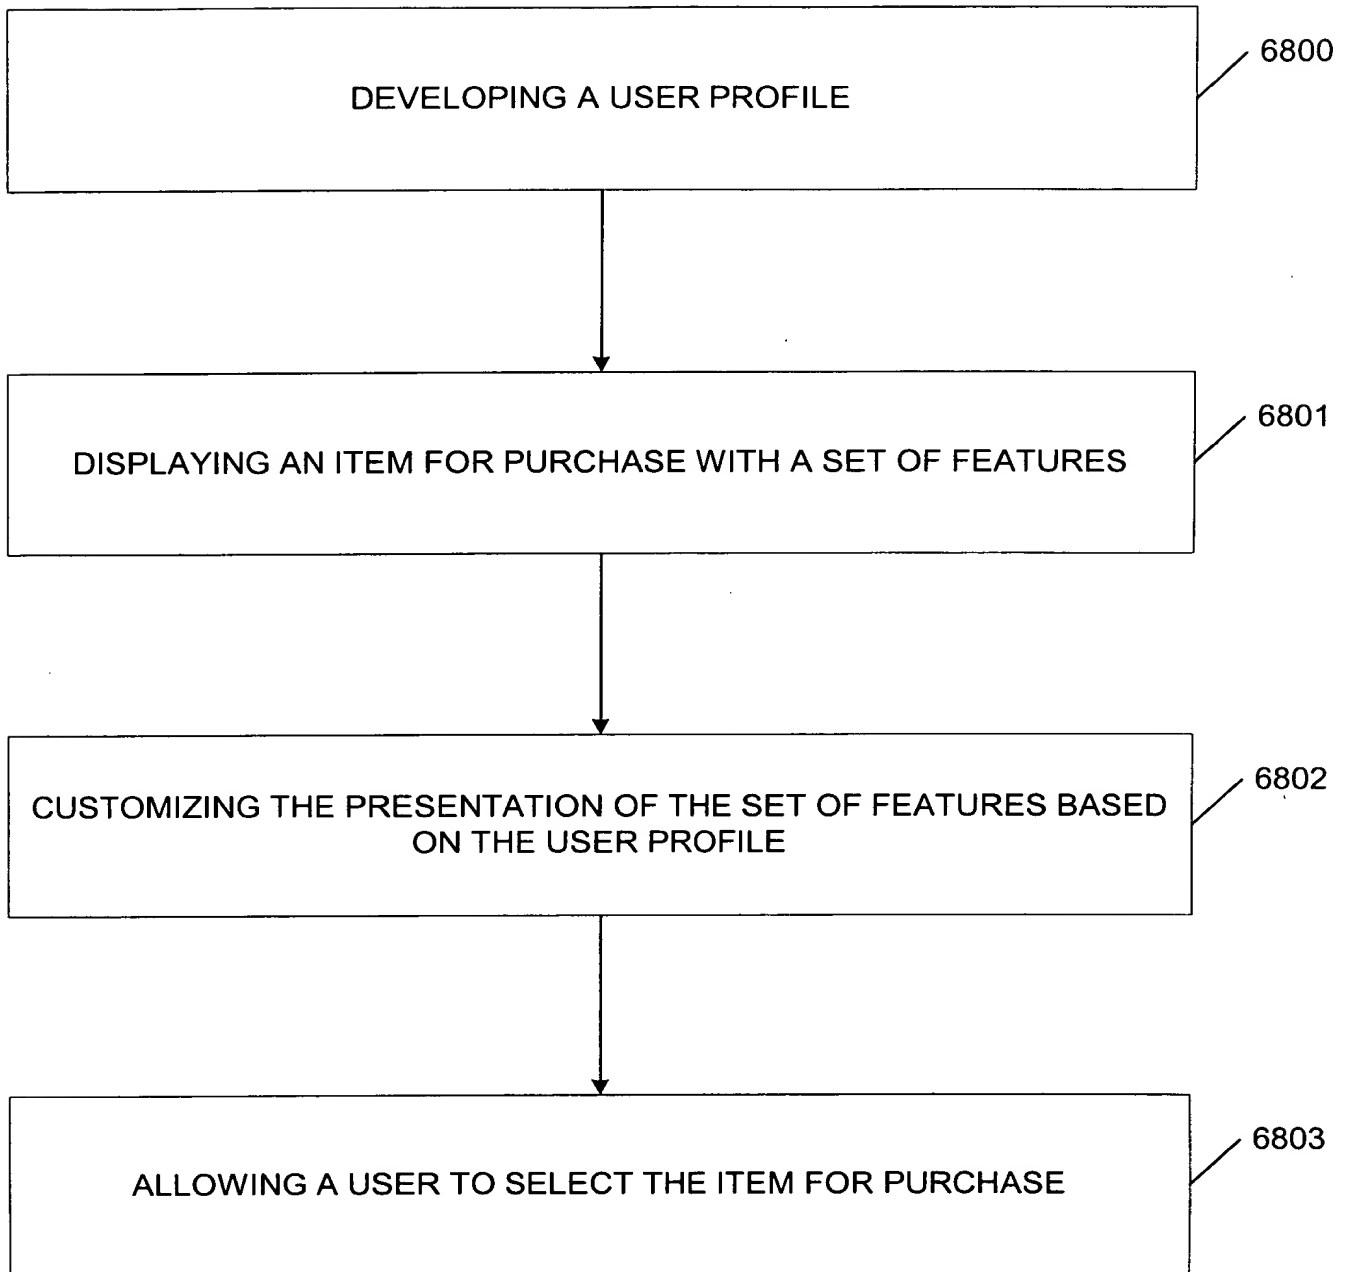 6800
DEVELOPING A USER PROFILE
6801
DISPLAYING AN ITEM FOR PURCHASE WITH A SET OF FEATURES
6802
CUSTOMIZING THE PRESENTATION OF THE SET OF FEATURES BASED
ON THE USER PROFILE
6803
ALLOWING A USER TO SELECT THE ITEM FOR PURCHASE